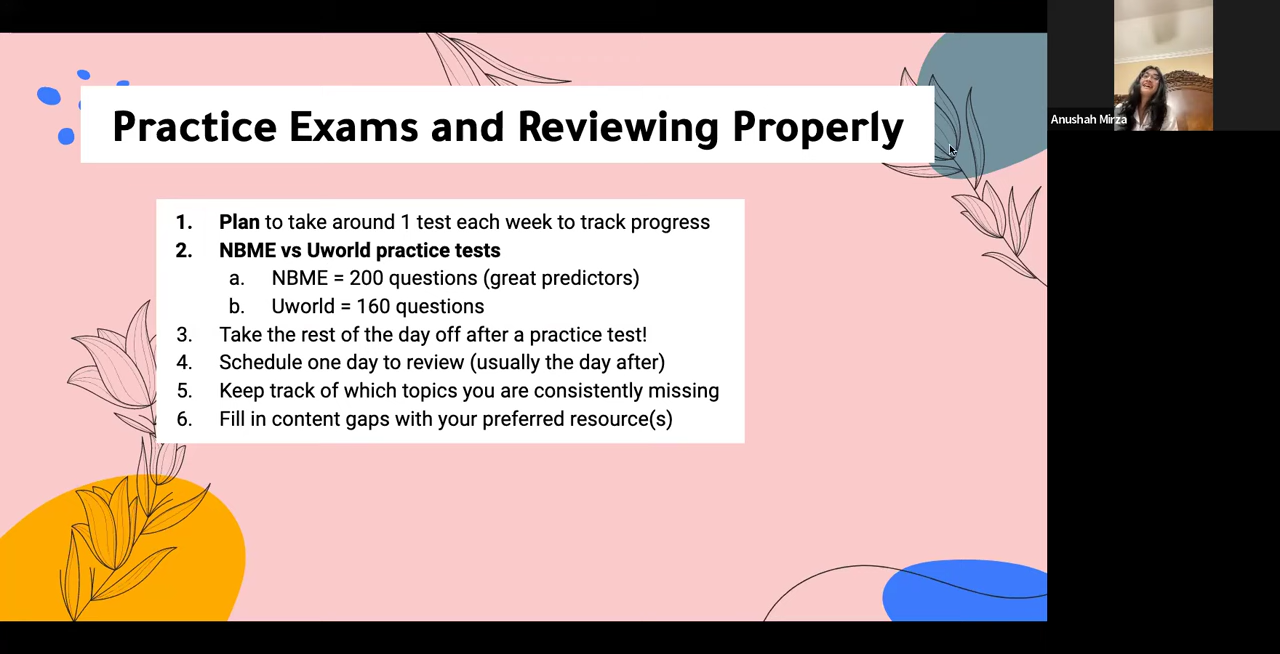 Practice Exams and Reviewing Properly
Anushah Mirza
1. Plan to take around 1 test each week to track progress
2. NBME vs Uworld practice tests
a. NBME = 200 questions (great predictors)
b. Uworld = 160 questions
3. Take the rest of the day off after a practice test!
4. Schedule one day to review (usually the day after)
5. Keep track of which topics you are consistently missing
6. Fill in content gaps with your preferred resource(s)